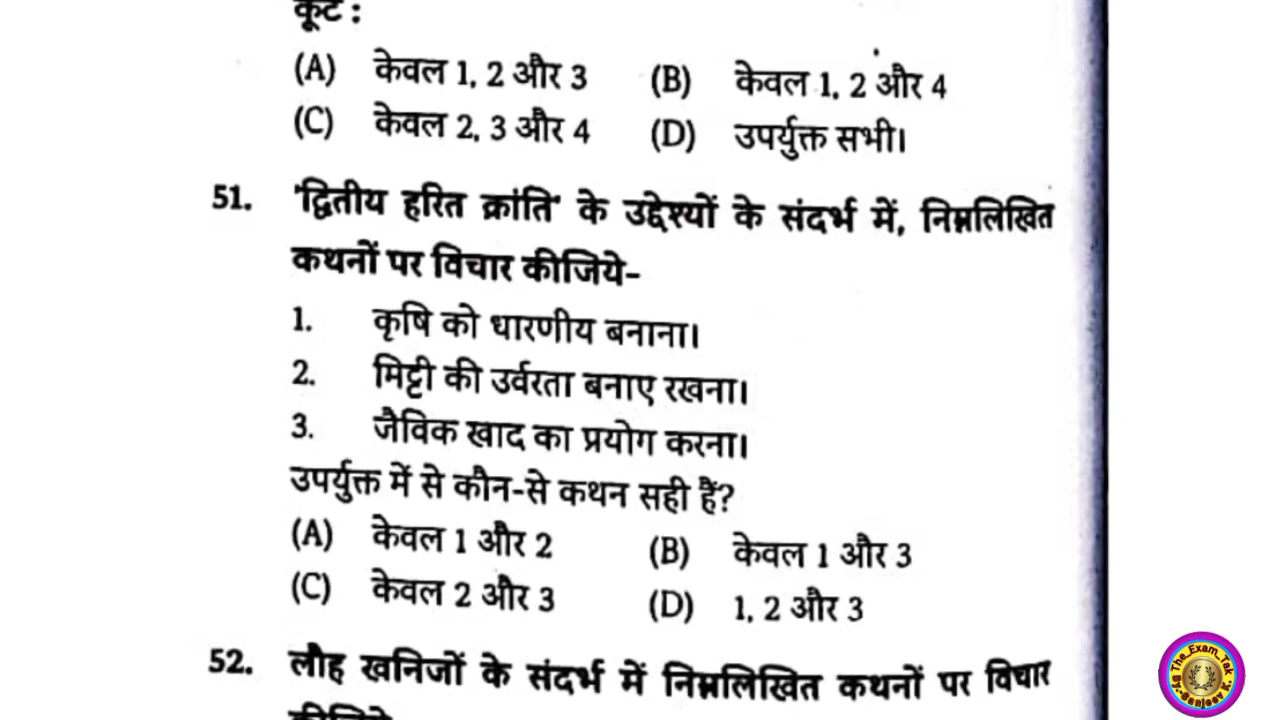 कूट :
(A) केवल 1, 2 और 3 (B) केवल 1, 2 और 4
(C) केवल 2, 3 और 4 (D) उपर्युक्त सभी।
51. 'द्वितीय हरित क्रांति' के उद्देश्यों के संदर्भ में, निम्नलिखित
कथनों पर विचार कीजिये-
1. कृषि को धारणीय बनाना।
2. मिट्टी की उर्वरता बनाए रखना।
3. जैविक खाद का प्रयोग करना।
उपर्युक्त में से कौन-से कथन सही हैं?
(A) केवल 1 और 2 (B) केवल 1 और 3
(C) केवल 2 और 3 (D) 1, 2 और 3
52. लौह खनिजों के संदर्भ में निम्नलिखित कथनों पर विचार
कीजिये
The_Exam_Tak
By:-Sanjeev K.